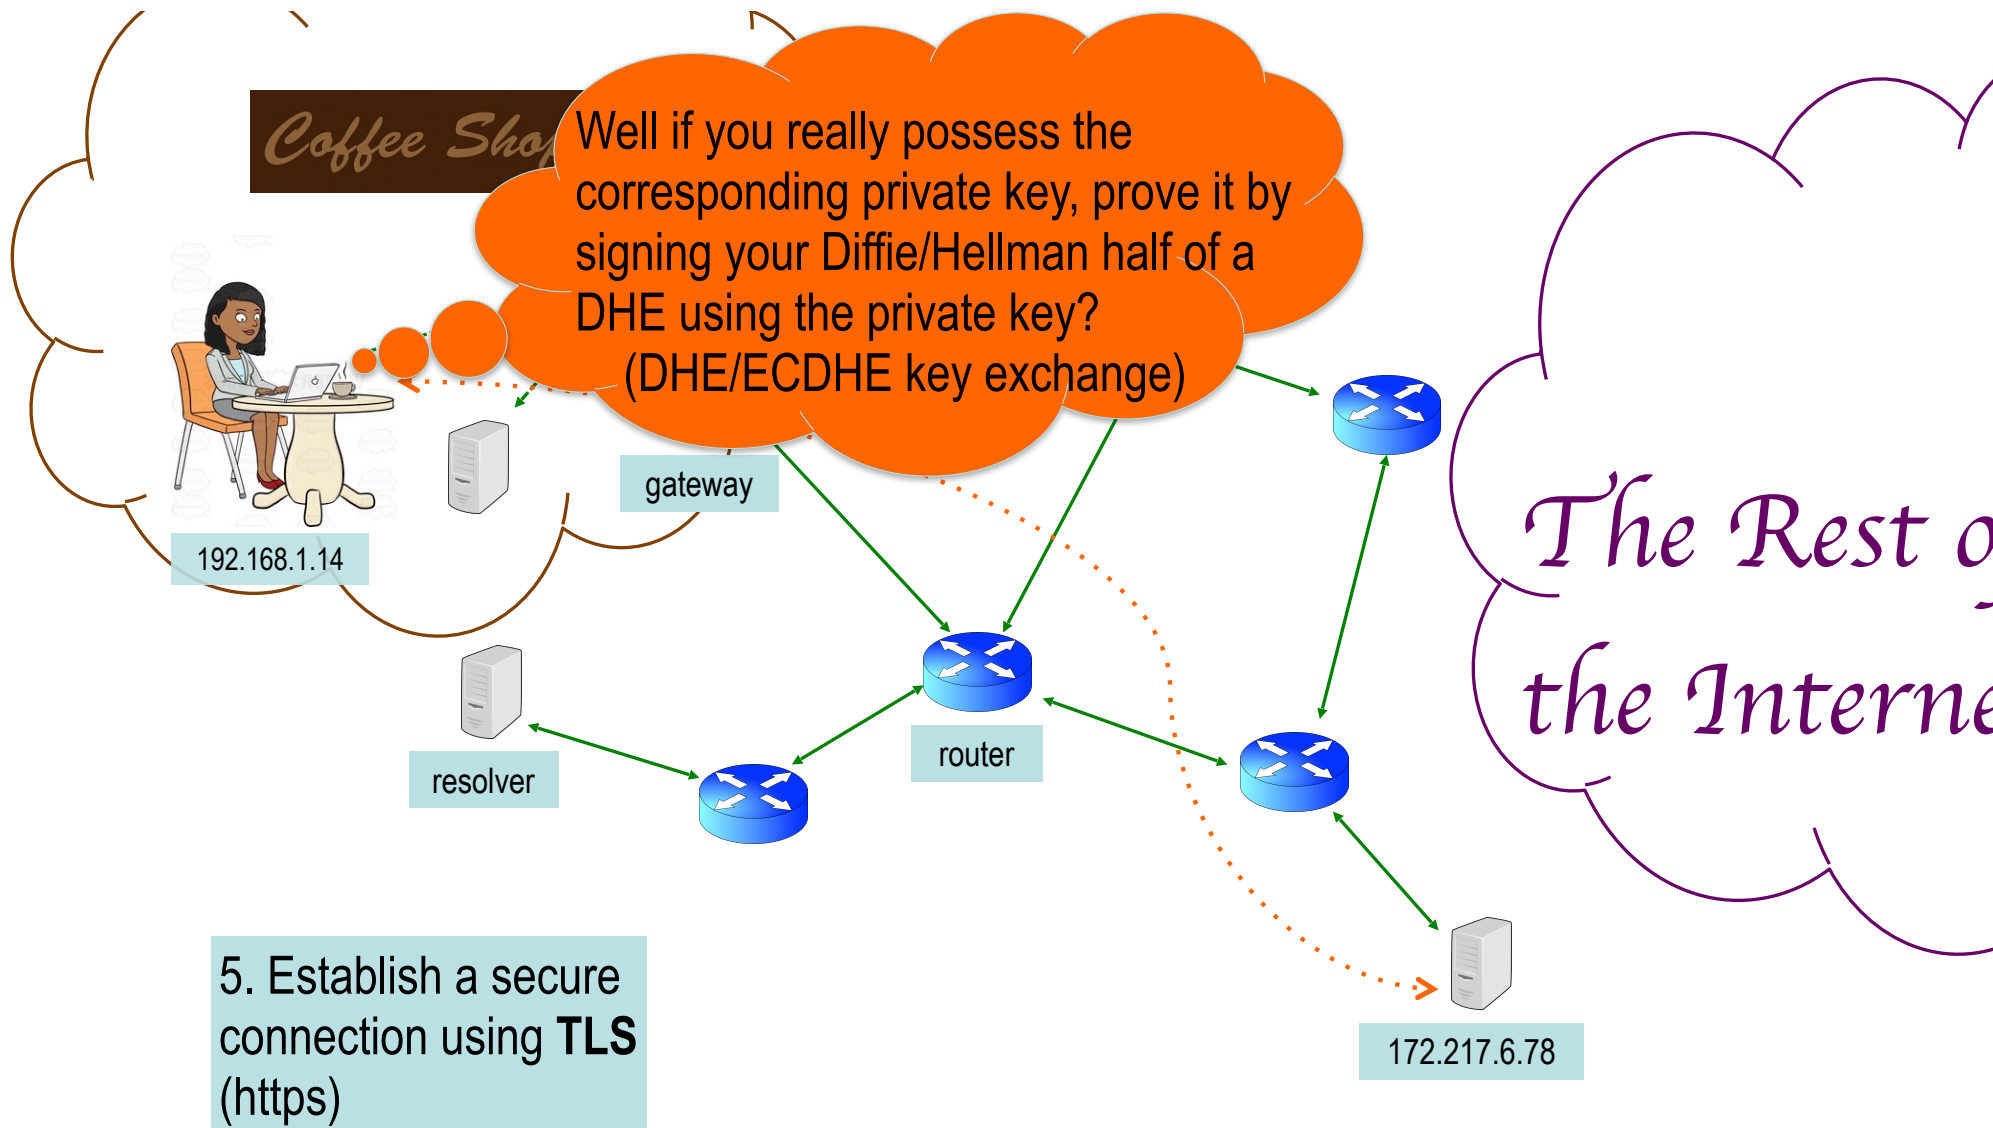 Coffee
Well if you really possess the
corresponding private key, prove it by
signing your Diffie/Hellman half of a
DHE using the private key?
(DHE/ECDHE key exchange)
gateway
192.168.1.14
The Rest
the
router
resolver
5. Establish a secure
connection using TLS
(https)
172.217.6.78